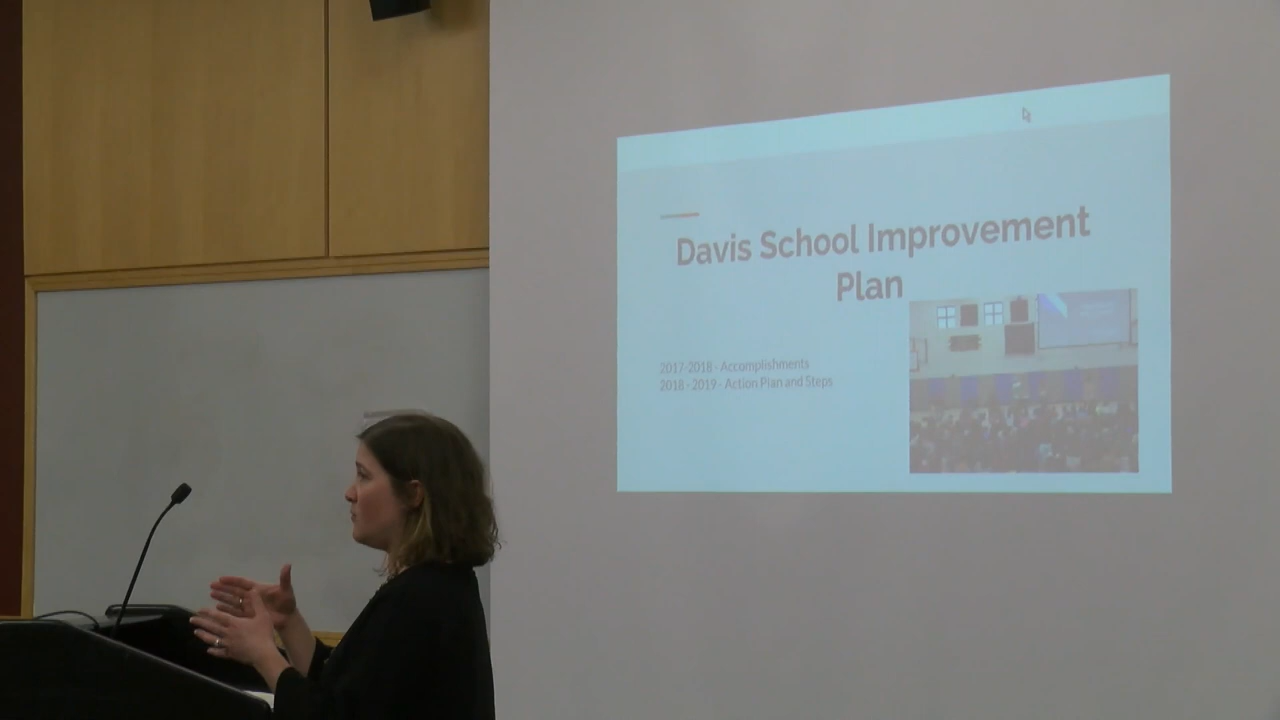 Davis School Improvement
Plan
2017-2018 - Accomplishments
2018 - 2019 - Action Plan and Steps